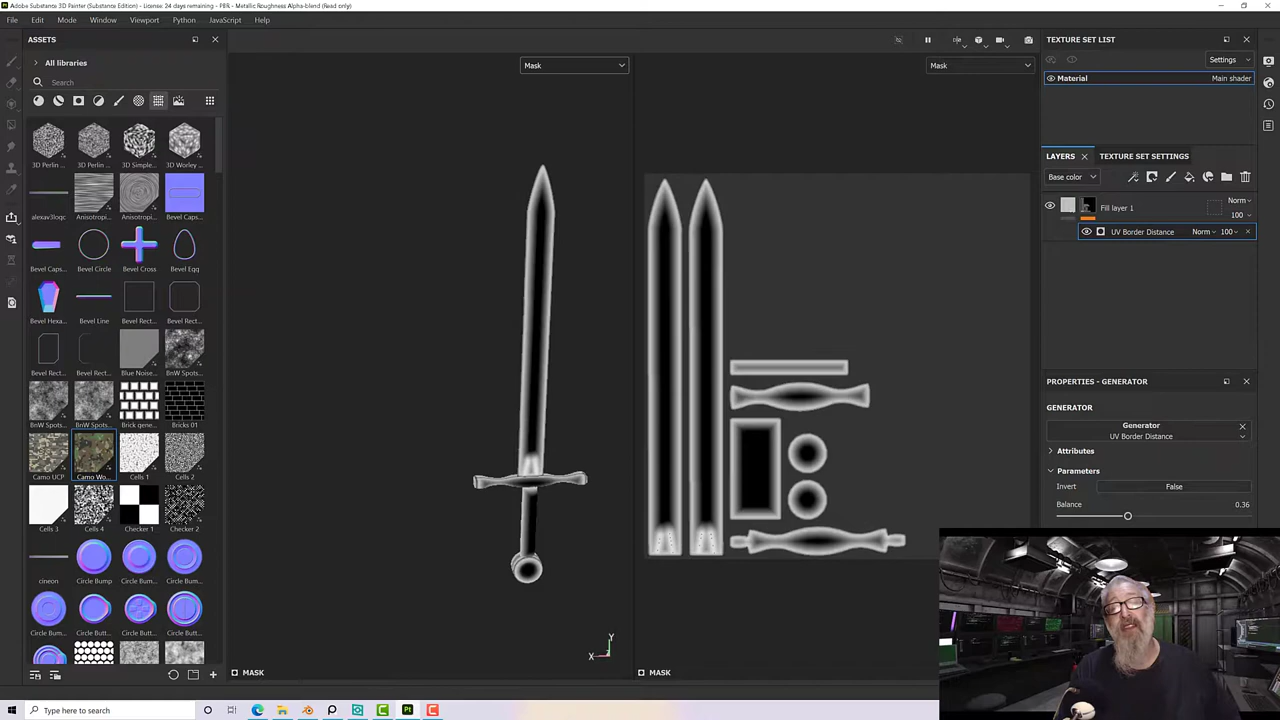 Adobe Substance 3D Painter (Substance Edition) - License: 24 days remaining - PBR - Metallic Roughness Alpha-blend (Read only)
File Edit Mode Window Viewport Python JavaScript Help
ASSETS
All libraries
Search
3D Perlin ... 3D Perlin ... 3D Simple... 3D Worley ...
alexav3loqc Anisotropi... Anisotropi... Bevel Caps...
Bevel Caps... Bevel Circle Bevel Cross Bevel Egg
Bevel Hexa... Bevel Line Bevel Rect... Bevel Rect...
Bevel Rect... Bevel Rect... Blue Noise... BnW Spots...
BnW Spots... BnW Spots... Brick gene... Bricks 01
Camo UCP Camo Wo... Cells 1 Cells 2
Cells 3 Cells 4 Checker 1 Checker 2
cineon Circle Bump Circle Bum... Circle Bum...
Circle Bum... Circle Butt... Circle Butt... Circle Butt...
Mask
Mask
Y
X
MASK
MASK
TEXTURE SET LIST
Settings
Material Main shader
LAYERS TEXTURE SET SETTINGS
Base color
Fill layer 1 Norm
100
UV Border Distance Norm 100
PROPERTIES - GENERATOR
GENERATOR
Generator
UV Border Distance
Attributes
Parameters
Invert False
Balance 0.36
Type here to search
Pt